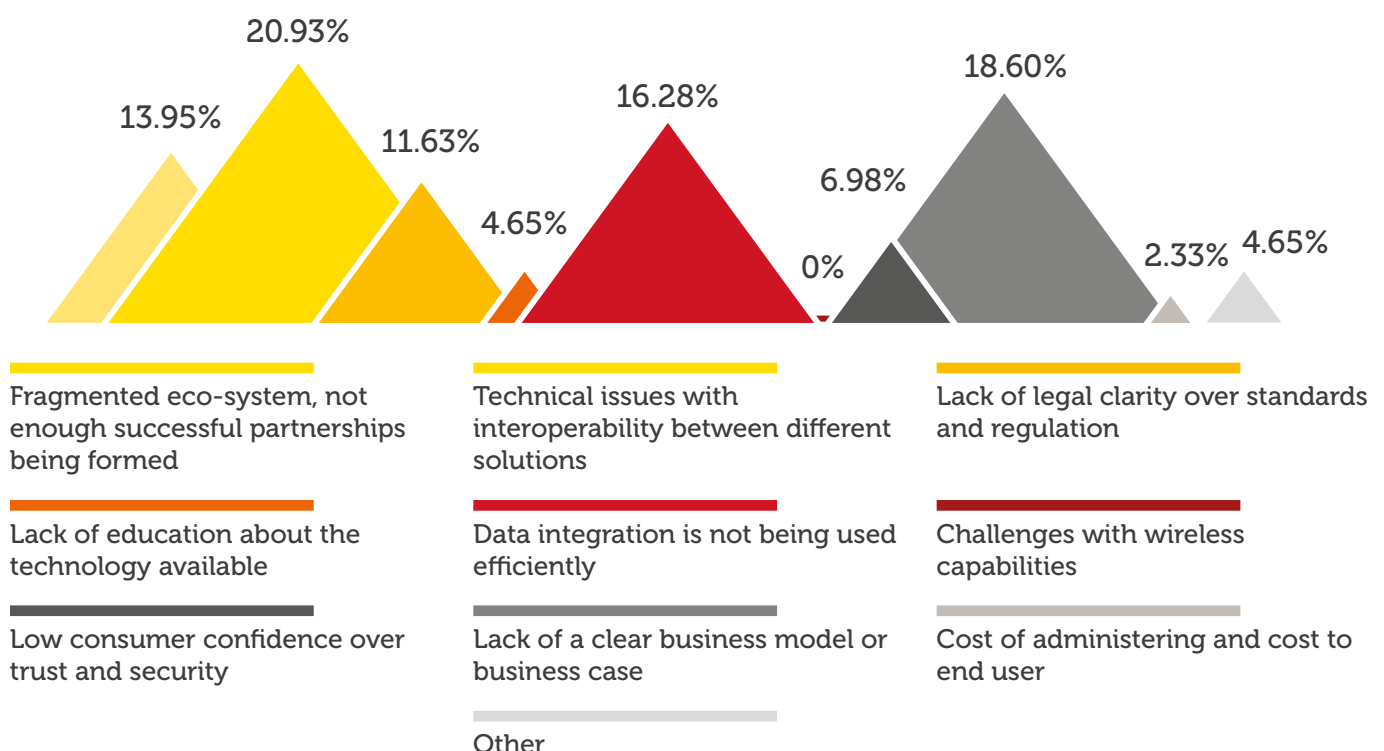 20.93%
18.60%
13.95%
16.28%
11.63%
6.98%
4.65%
0%
2.33%
4.65%
Fragmented eco-system, not
enough successful partnerships
being formed
Technical issues with
interoperability between different
solutions
Lack of legal clarity over standards
and regulation
Lack of education about the
technology available
Data integration is not being used
efficiently
Challenges with wireless
capabilities
Low consumer confidence over
trust and security
Lack of a clear business model or
business case
Cost of administering and cost to
end user
Other